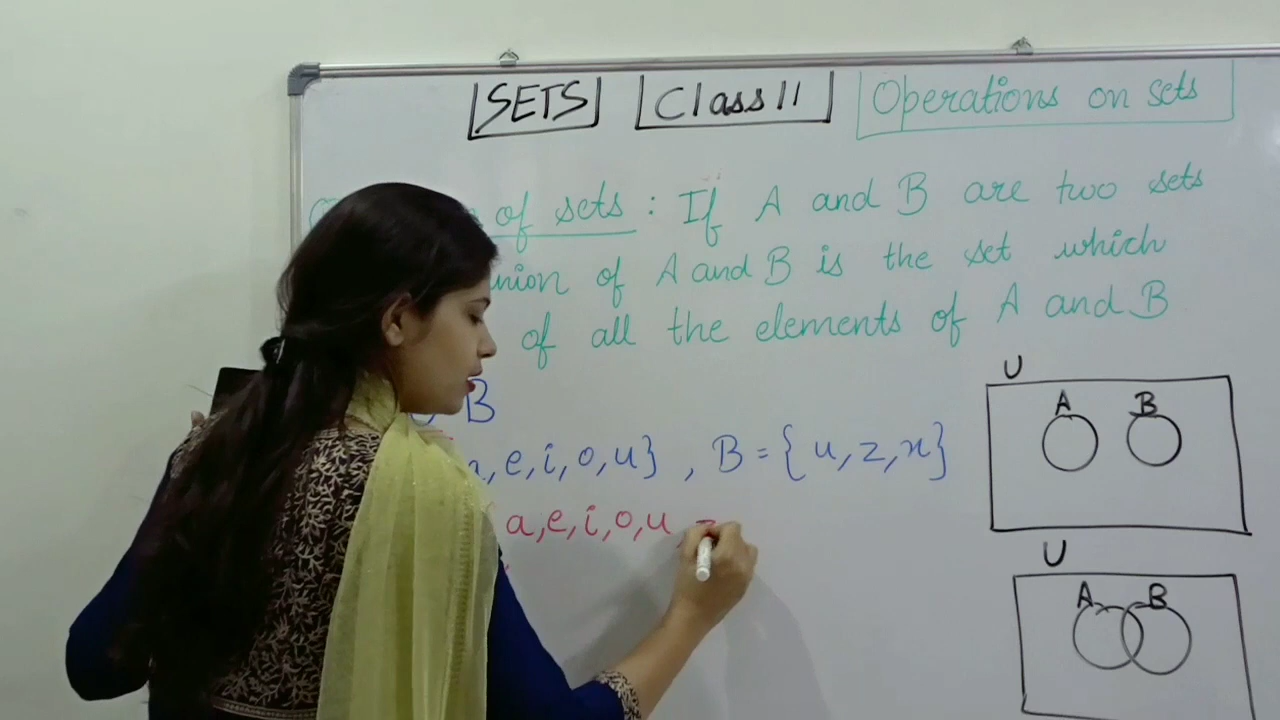 SETS Class 11 Operations on sets
of sets : If A and B are two sets
of A and B is the set which
of all the elements of A and B
B
, e, i, o, u} , B = { u, z, x}
a, e, i, o, u
U
A B
U
A B